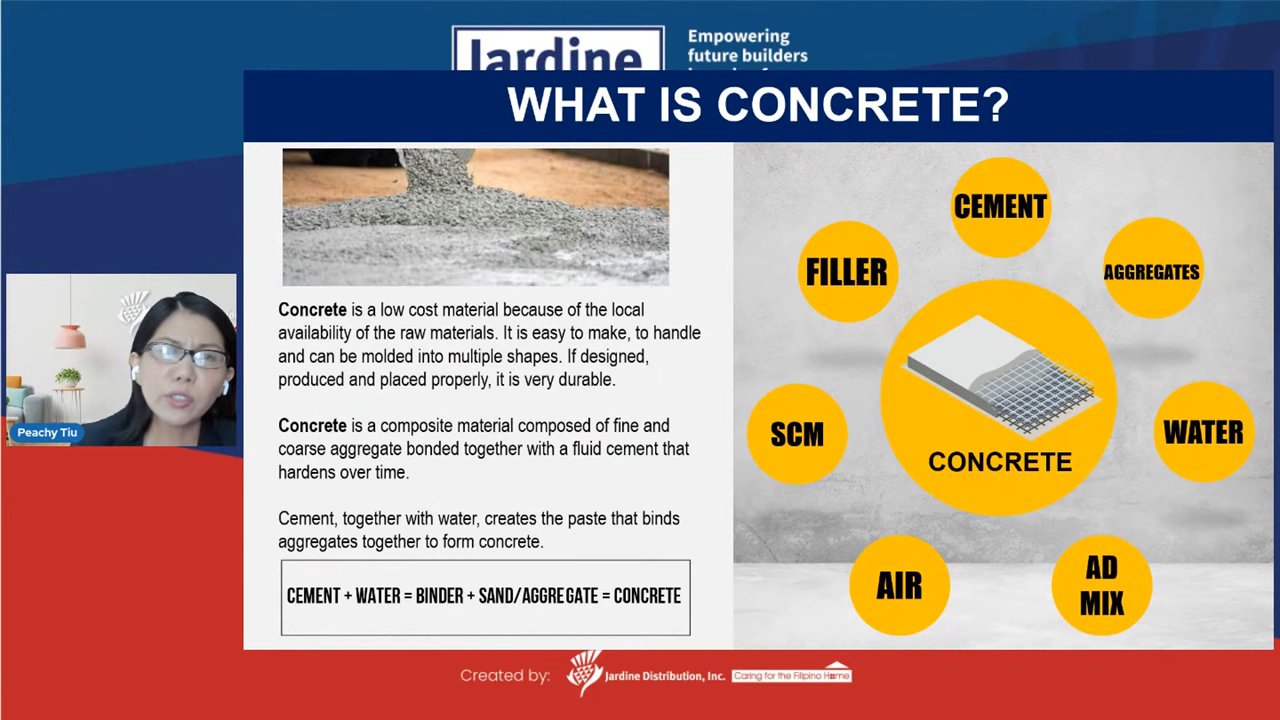 Jardine
Empowering
future builders
WHAT IS CONCRETE?
Concrete is a low cost material because of the local
availability of the raw materials. It is easy to make, to handle
and can be molded into multiple shapes. If designed,
produced and placed properly, it is very durable.
Concrete is a composite material composed of fine and
coarse aggregate bonded together with a fluid cement that
hardens over time.
Cement, together with water, creates the paste that binds
aggregates together to form concrete.
CEMENT + WATER = BINDER + SAND/AGGREGATE = CONCRETE
CEMENT
FILLER
AGGREGATES
SCM
WATER
CONCRETE
AIR
AD
MIX
Peachy Tiu
Created by:
Jardine Distribution, Inc.
Caring for the Filipino Home